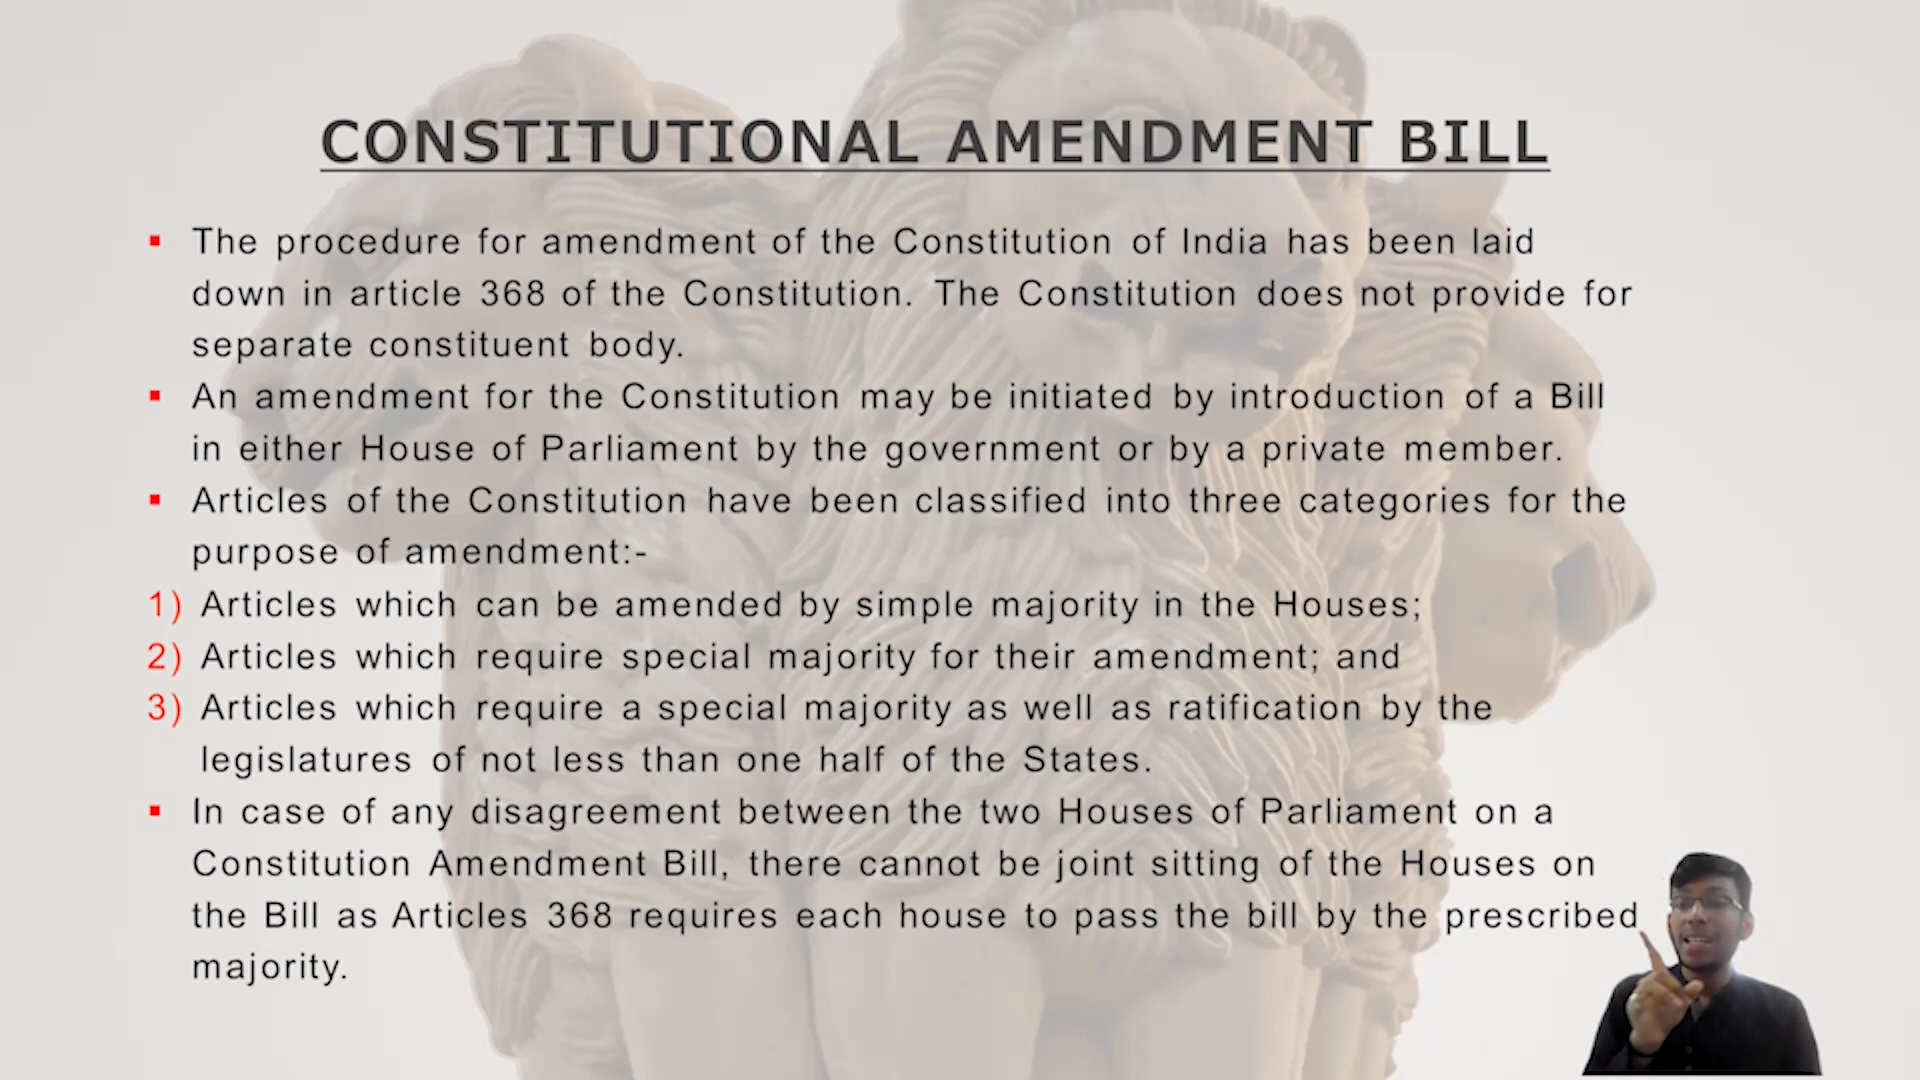 CONSTITUTIONAL AMENDMENT BILL
▪ The procedure for amendment of the Constitution of India has been laid
down in article 368 of the Constitution. The Constitution does not provide for
separate constituent body.
▪ An amendment for the Constitution may be initiated by introduction of a Bill
in either House of Parliament by the government or by a private member.
▪ Articles of the Constitution have been classified into three categories for the
purpose of amendment:-
1) Articles which can be amended by simple majority in the Houses;
2) Articles which require special majority for their amendment; and
3) Articles which require a special majority as well as ratification by the
legislatures of not less than one half of the States.
▪ In case of any disagreement between the two Houses of Parliament on a
Constitution Amendment Bill, there cannot be joint sitting of the Houses on
the Bill as Articles 368 requires each house to pass the bill by the prescribed
majority.